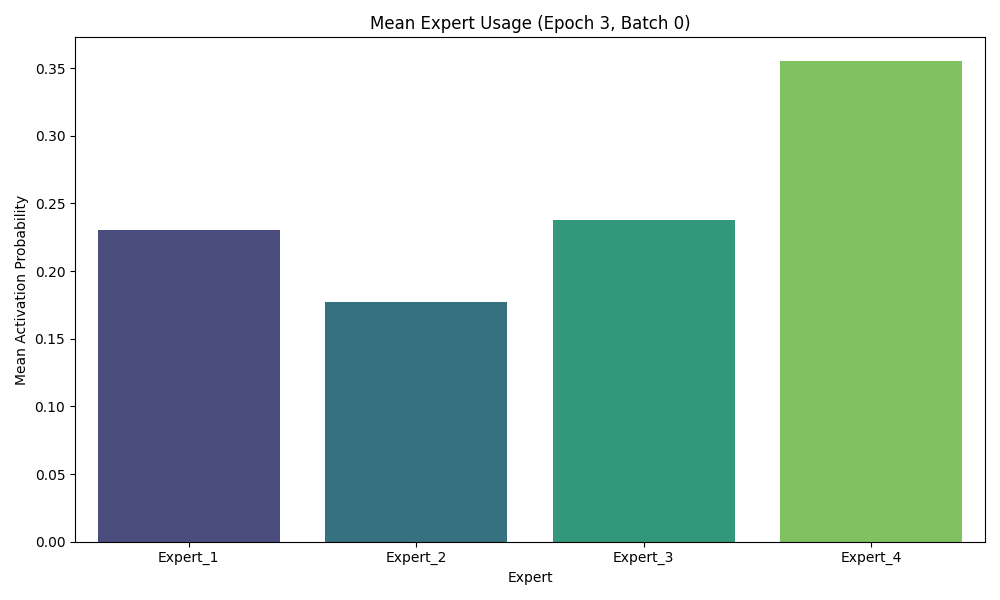 Mean Expert Usage (Epoch 3, Batch 0)
Mean Activation Probability
0.35
0.30
0.25
0.20
0.15
0.10
0.05
0.00
Expert_1 Expert_2 Expert_3 Expert_4
Expert